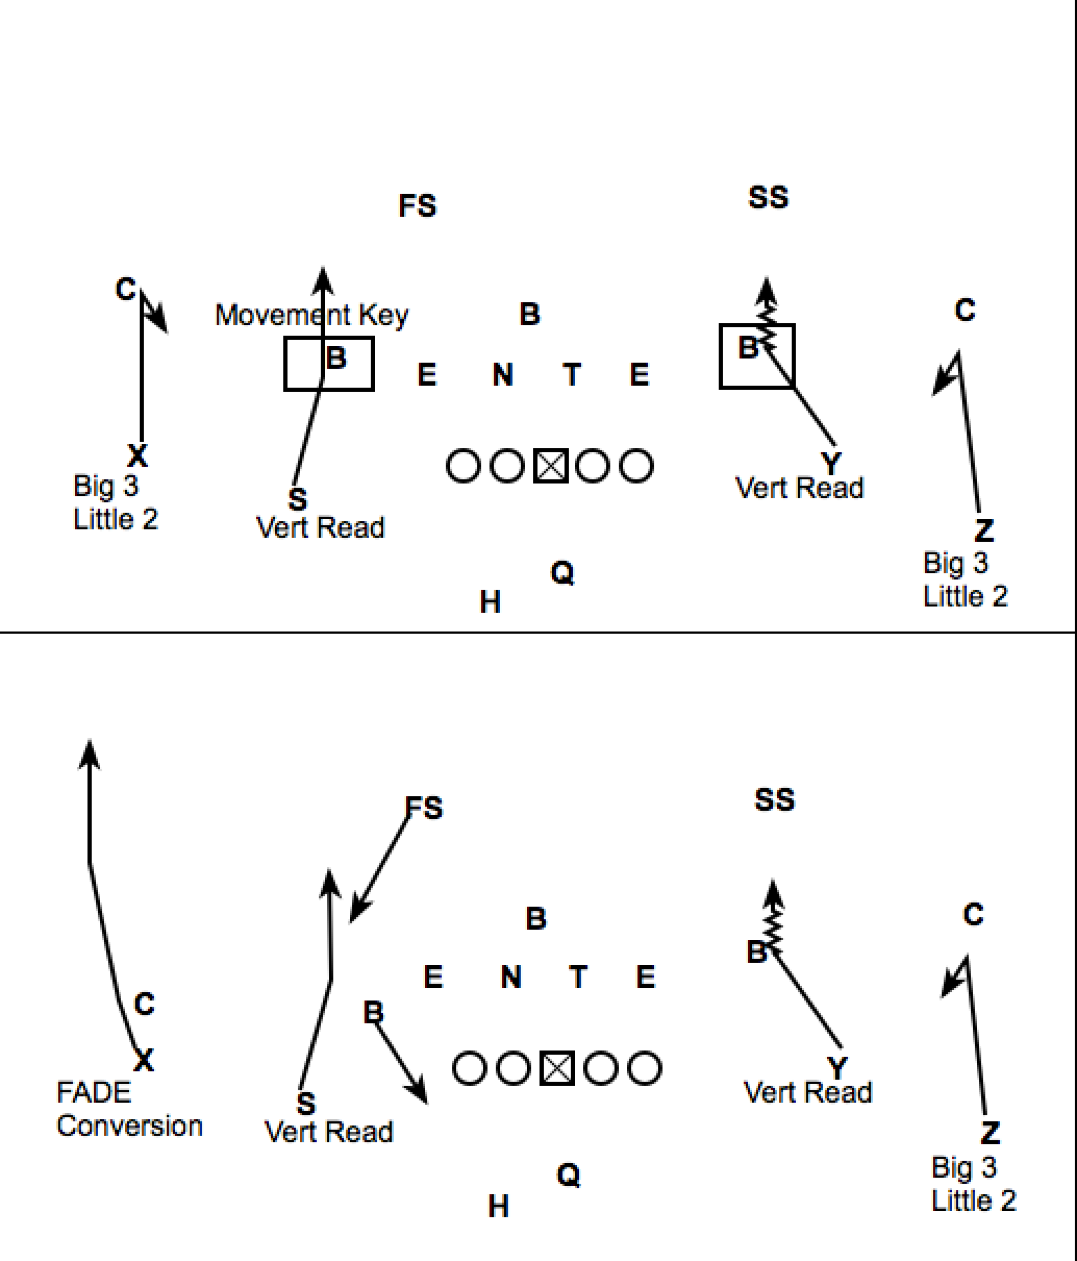 FS
SS
C
Movement Key
B
C
B
B
E
N
T
E
X
Big 3
Little 2
S
Vert Read
Y
Vert Read
Z
Big 3
Little 2
Q
H
FS
SS
B
C
B
E
N
T
E
C
B
X
FADE
Conversion
S
Vert Read
Y
Vert Read
Z
Big 3
Little 2
Q
H